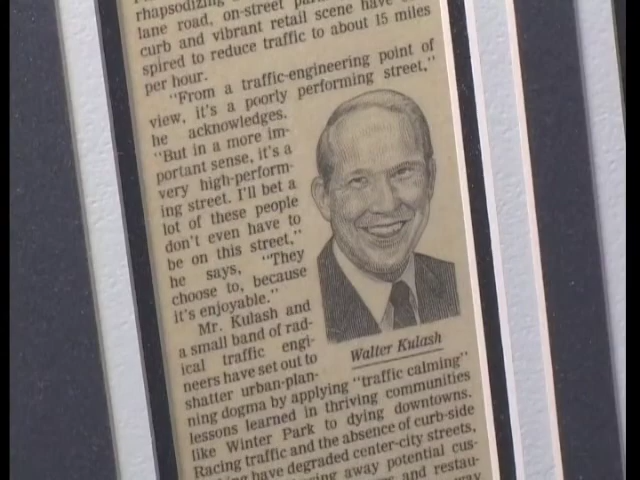 rhapsodizing
lane road, on-street
curb and vibrant retail scene have
spired to reduce traffic to about 15 miles
per hour.
"From a traffic-engineering point of
view, it's a poorly performing street,"
he acknowledges.
"But in a more im-
portant sense, it's a
very high-perform-
ing street. I'll bet a
lot of these people
don't even have to
be on this street,"
he says, "They
choose to, because
it's enjoyable."
Mr. Kulash and
a small band of rad-
ical traffic engi-
neers have set out to
shatter urban-plan-
Walter Kulash
ning dogma by applying "traffic calming"
lessons learned in thriving communities
like Winter Park to dying downtowns.
Racing traffic and the absence of curb-side
have degraded center-city streets,
away potential cus-
and restau-